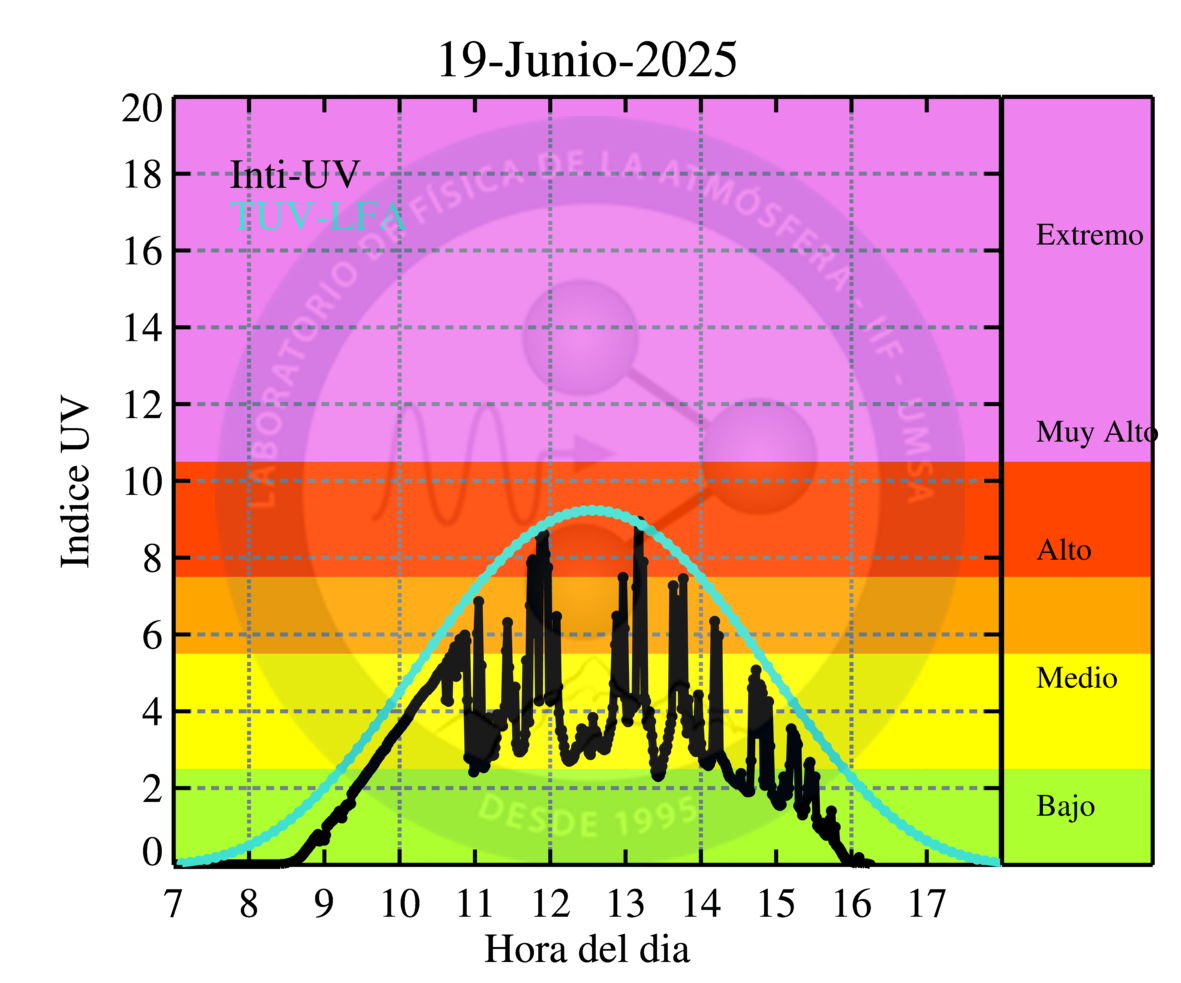 19-Junio-2025
20
18
16
14
12
10
8
6
4
2
0
Indice UV
Inti-UV
TUV-LFA
LABORATORIO DE FÍSICA DE LA ATMÓSFERA - IIF - UMSA
DESDE 1995
Extremo
Muy Alto
Alto
Medio
Bajo
7 8 9 10 11 12 13 14 15 16 17
Hora del dia